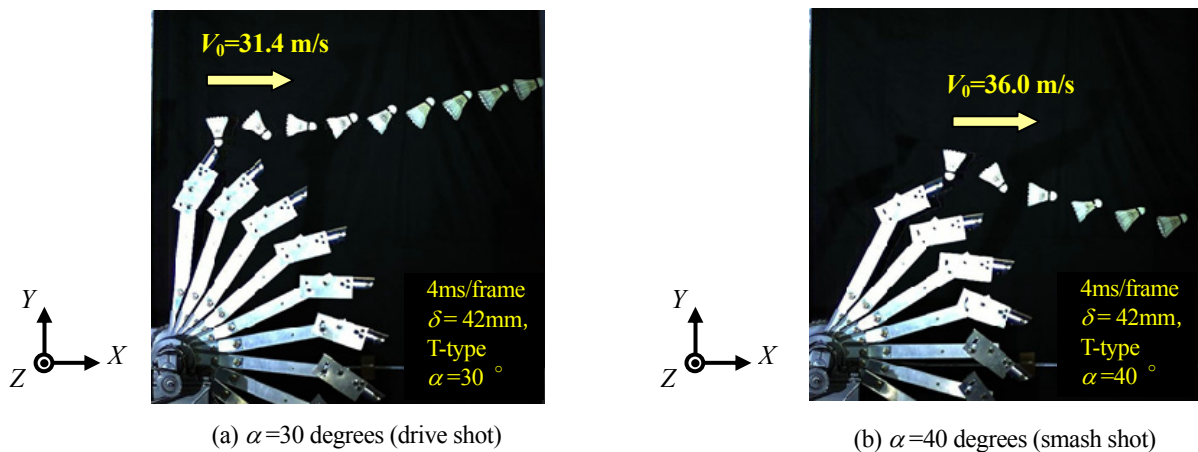 V0=31.4 m/s
4ms/frame
δ = 42mm,
T-type
α=30 °
Y
X
Z
(a) α=30 degrees (drive shot)
V0=36.0 m/s
4ms/frame
δ = 42mm,
T-type
α=40 °
Y
X
Z
(b) α=40 degrees (smash shot)